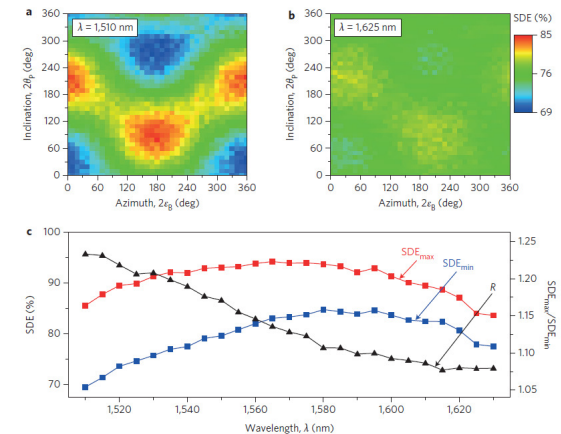 a
λ = 1,510 nm
360
300
240
180
120
60
0
Inclination, 2θP (deg)
0 60 120 180 240 300 360
Azimuth, 2εB (deg)
b
λ = 1,625 nm
360
300
240
180
120
60
0
Inclination, 2θP (deg)
0 60 120 180 240 300 360
Azimuth, 2εB (deg)
SDE (%)
85
76
69
c
100
90
80
70
SDE (%)
SDEmax
SDEmin
R
1.25
1.20
1.15
1.10
1.05
SDEmax/SDEmin
1,520 1,540 1,560 1,580 1,600 1,620
Wavelength, λ (nm)